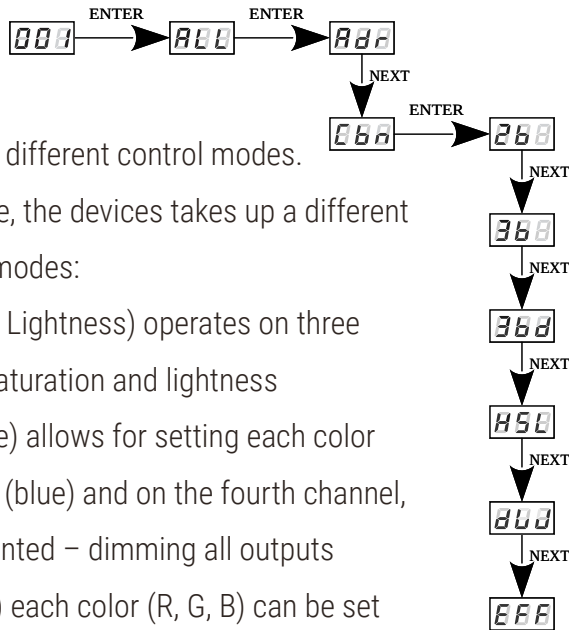 ENTER ENTER
001 ALL Adr
NEXT
ENTER
Cbn 2b
different control modes.
NEXT
e, the devices takes up a different
3b
modes:
NEXT
Lightness) operates on three
3bd
aturation and lightness
NEXT
e) allows for setting each color
HSL
NEXT
(blue) and on the fourth channel,
nted – dimming all outputs
NEXT
) each color (R, G, B) can be set
EFF